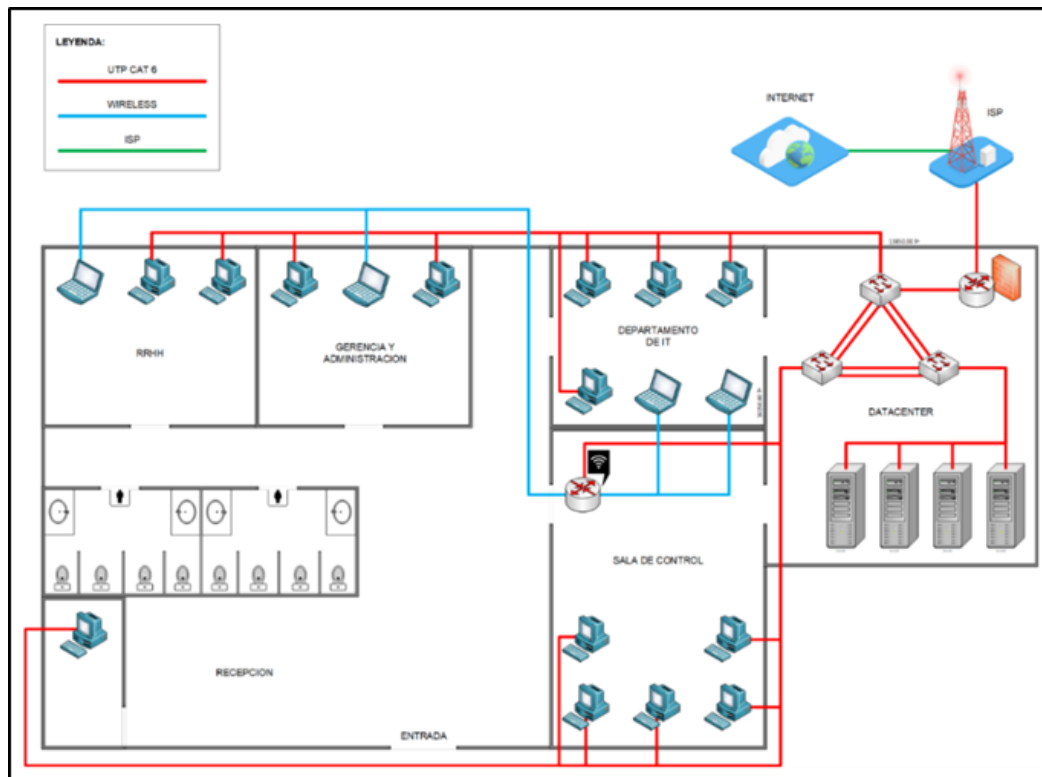 LEYENDA:
UTP CAT 6
WIRELESS
ISP
INTERNET
ISP
RRHH
GERENCIA Y
ADMINISTRACION
DEPARTAMENTO
DE IT
DATACENTER
SALA DE CONTROL
RECEPCION
ENTRADA